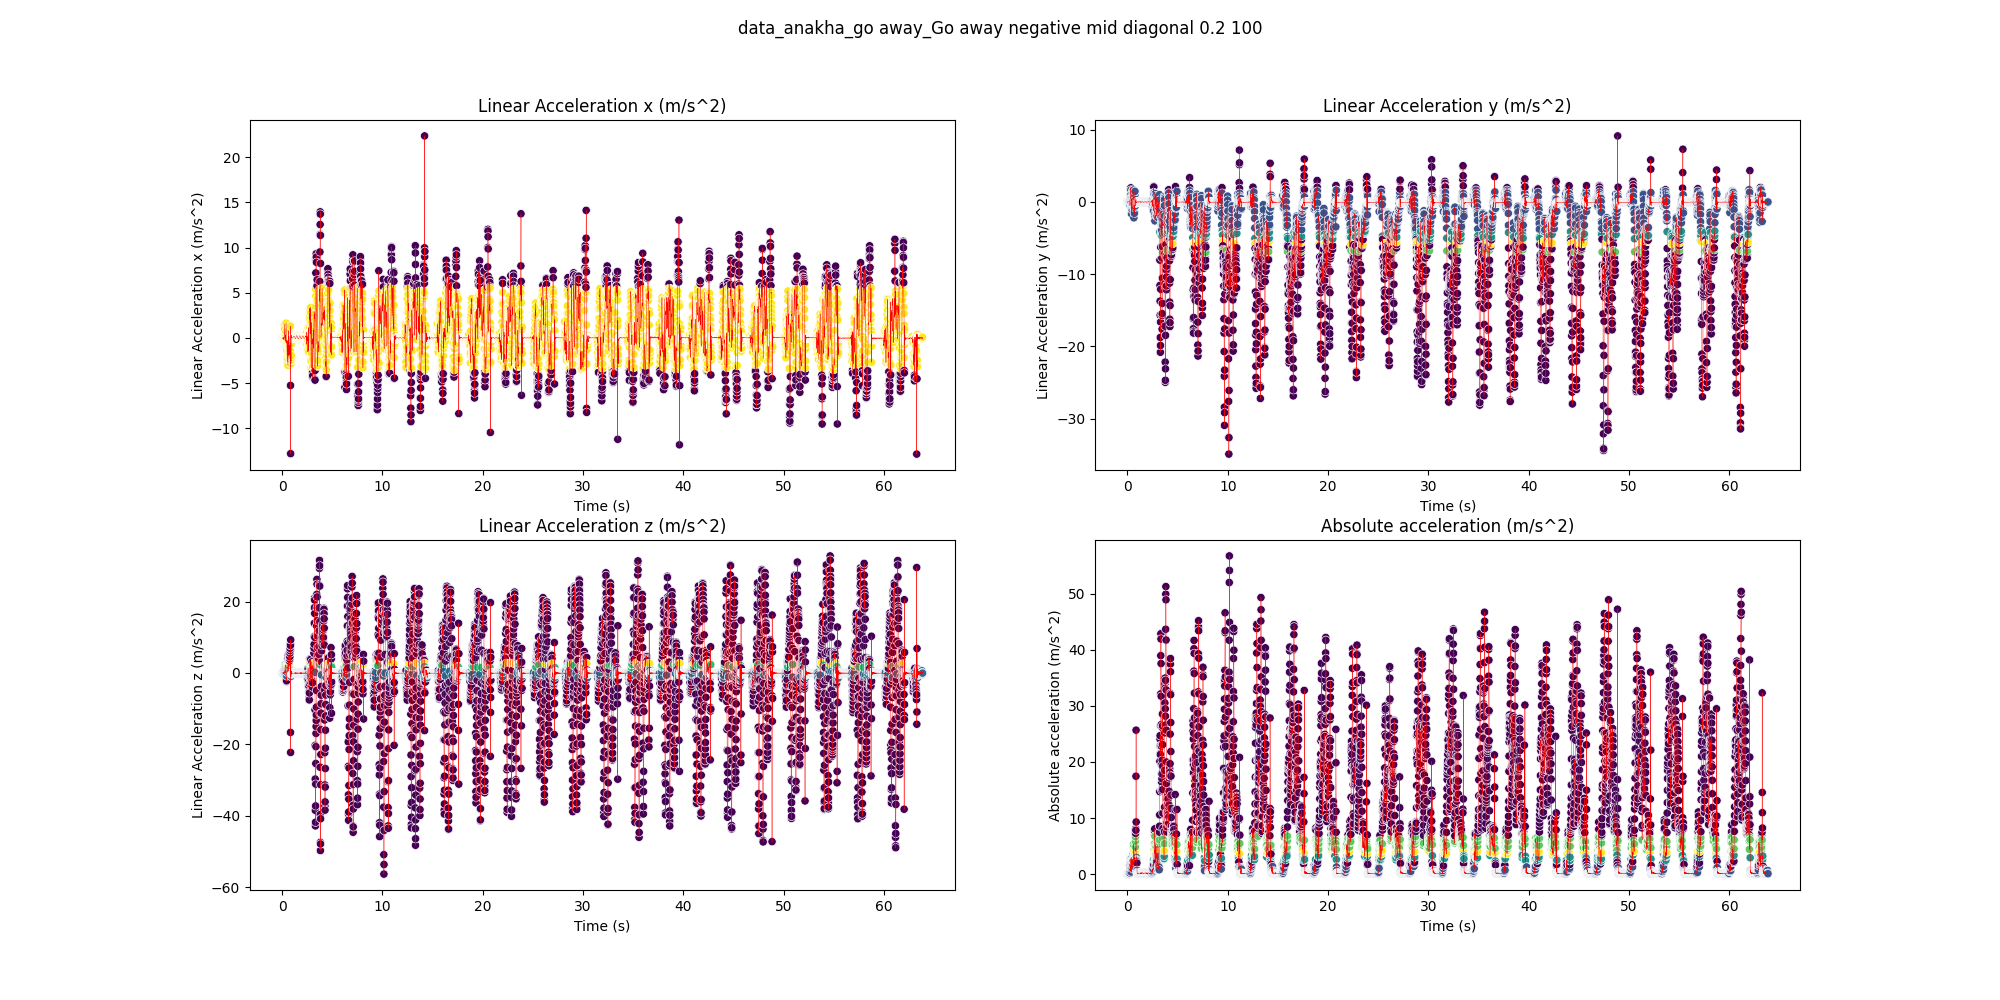 data_anakha_go away_Go away negative mid diagonal 0.2 100
Linear Acceleration x (m/s^2)
Linear Acceleration x (m/s^2)
20
15
10
5
0
−5
−10
0 10 20 30 40 50 60
Time (s)
Linear Acceleration y (m/s^2)
Linear Acceleration y (m/s^2)
10
0
−10
−20
−30
0 10 20 30 40 50 60
Time (s)
Linear Acceleration z (m/s^2)
Linear Acceleration z (m/s^2)
20
0
−20
−40
−60
0 10 20 30 40 50 60
Time (s)
Absolute acceleration (m/s^2)
Absolute acceleration (m/s^2)
50
40
30
20
10
0
0 10 20 30 40 50 60
Time (s)